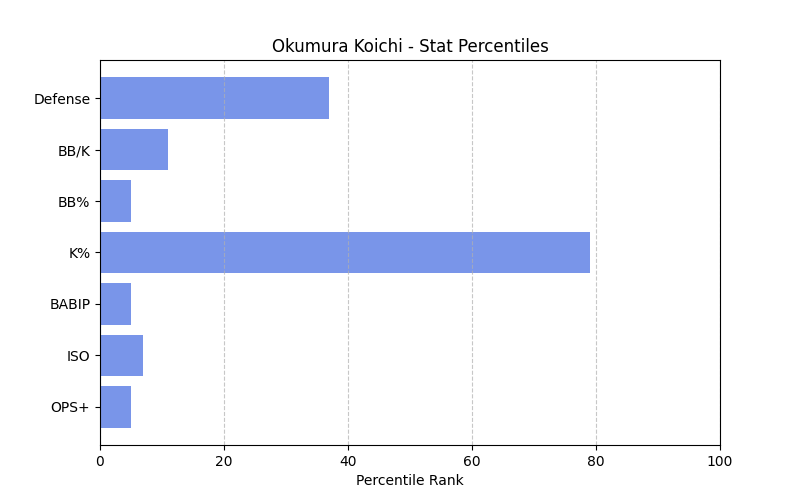 Okumura Koichi - Stat Percentiles
Defense
BB/K
BB%
K%
BABIP
ISO
OPS+
0 20 40 60 80 100
Percentile Rank